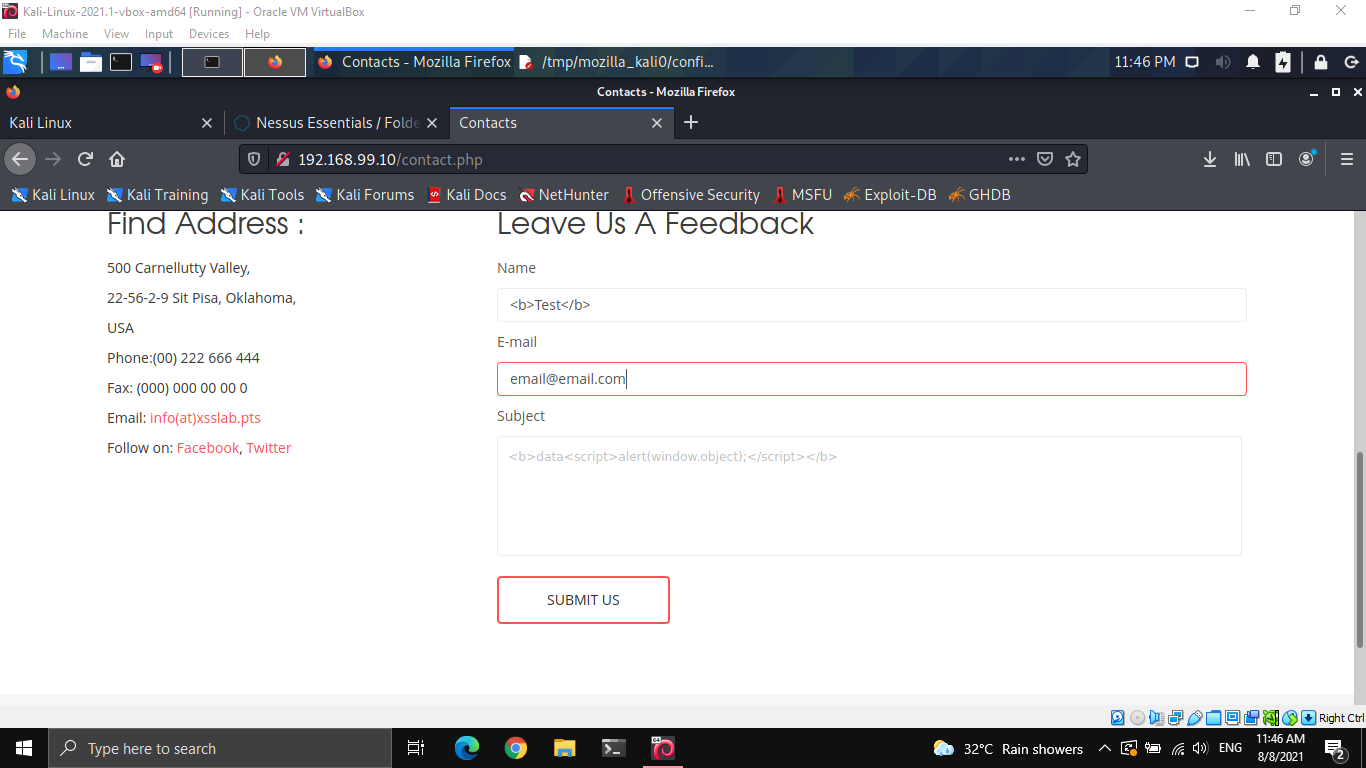 Kali-Linux-2021.1-vbox-amd64 [Running] - Oracle VM VirtualBox
File Machine View Input Devices Help
Contacts - Mozilla Firefox /tmp/mozilla_kali0/confi... 11:46 PM
Contacts - Mozilla Firefox
Kali Linux Nessus Essentials / Folde Contacts
192.168.99.10/contact.php
Kali Linux Kali Training Kali Tools Kali Forums Kali Docs NetHunter Offensive Security MSFU Exploit-DB GHDB
Find Address :
500 Carnellutty Valley,
22-56-2-9 Sit Pisa, Oklahoma,
USA
Phone:(00) 222 666 444
Fax: (000) 000 00 00 0
Email: info(at)xsslab.pts
Follow on: Facebook, Twitter
Leave Us A Feedback
Name
<b>Test</b>
E-mail
email@email.com
Subject
<b>data<script>alert(window.object);</script></b>
SUBMIT US
Right Ctrl
Type here to search
32°C Rain showers
ENG
11:46 AM
8/8/2021
2